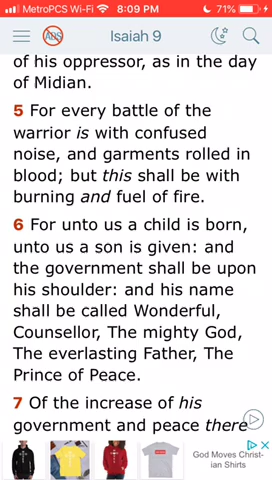 MetroPCS Wi-Fi 8:09 PM 71%
ADS Isaiah 9
of his oppressor, as in the day
of Midian.
5 For every battle of the
warrior is with confused
noise, and garments rolled in
blood; but this shall be with
burning and fuel of fire.
6 For unto us a child is born,
unto us a son is given: and
the government shall be upon
his shoulder: and his name
shall be called Wonderful,
Counsellor, The mighty God,
The everlasting Father, The
Prince of Peace.
7 Of the increase of his
government and peace there
God Moves Christ-
ian Shirts